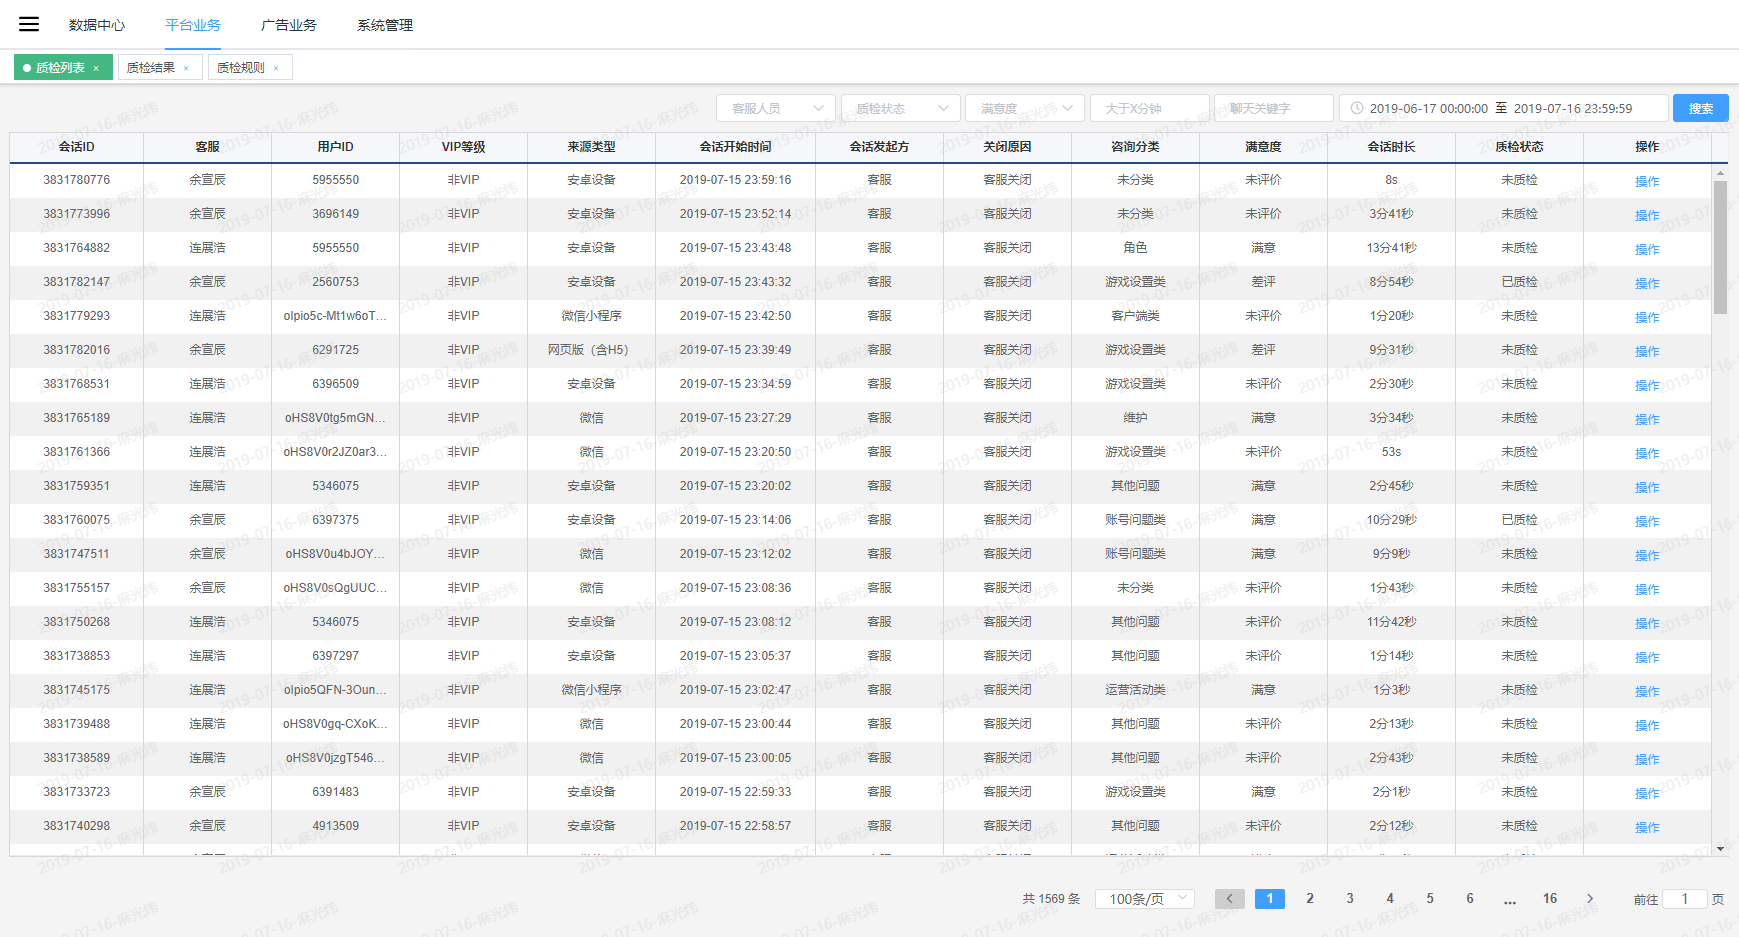 数据中心 平台业务 广告业务 系统管理
质检列表 × 质检结果 × 质检规则 ×
客服人员 质检状态 满意度 大于X分钟 聊天关键字 2019-06-17 00:00:00 至 2019-07-16 23:59:59 搜索
会话ID 客服 用户ID VIP等级 来源类型 会话开始时间 会话发起方 关闭原因 咨询分类 满意度 会话时长 质检状态 操作
3831780776 余宣辰 5955550 非VIP 安卓设备 2019-07-15 23:59:16 客服 客服关闭 未分类 未评价 8s 未质检 操作
3831773996 余宣辰 3696149 非VIP 安卓设备 2019-07-15 23:52:14 客服 客服关闭 未分类 未评价 3分41秒 未质检 操作
3831764882 连展浩 5955550 非VIP 安卓设备 2019-07-15 23:43:48 客服 客服关闭 角色 满意 13分41秒 未质检 操作
3831782147 余宣辰 2560753 非VIP 安卓设备 2019-07-15 23:43:32 客服 客服关闭 游戏设置类 差评 8分54秒 已质检 操作
3831779293 连展浩 olpio5c-Mt1w6oT... 非VIP 微信小程序 2019-07-15 23:42:50 客服 客服关闭 客户端类 未评价 1分20秒 未质检 操作
3831782016 余宣辰 6291725 非VIP 网页版（含H5） 2019-07-15 23:39:49 客服 客服关闭 游戏设置类 差评 9分31秒 未质检 操作
3831768531 连展浩 6396509 非VIP 安卓设备 2019-07-15 23:34:59 客服 客服关闭 游戏设置类 未评价 2分30秒 未质检 操作
3831765189 连展浩 oHS8V0tg5mGN... 非VIP 微信 2019-07-15 23:27:29 客服 客服关闭 维护 满意 3分34秒 未质检 操作
3831761366 连展浩 oHS8V0r2JZ0ar3... 非VIP 微信 2019-07-15 23:20:50 客服 客服关闭 游戏设置类 未评价 53s 未质检 操作
3831759351 连展浩 5346075 非VIP 安卓设备 2019-07-15 23:20:02 客服 客服关闭 其他问题 满意 2分45秒 未质检 操作
3831760075 余宣辰 6397375 非VIP 安卓设备 2019-07-15 23:14:06 客服 客服关闭 账号问题类 满意 10分29秒 已质检 操作
3831747511 余宣辰 oHS8V0u4bJOY... 非VIP 微信 2019-07-15 23:12:02 客服 客服关闭 账号问题类 满意 9分9秒 未质检 操作
3831755157 余宣辰 oHS8V0sQgUUC... 非VIP 微信 2019-07-15 23:08:36 客服 客服关闭 未分类 未评价 1分43秒 未质检 操作
3831750268 连展浩 5346075 非VIP 安卓设备 2019-07-15 23:08:12 客服 客服关闭 其他问题 未评价 11分42秒 未质检 操作
3831738853 连展浩 6397297 非VIP 安卓设备 2019-07-15 23:05:37 客服 客服关闭 其他问题 未评价 1分14秒 未质检 操作
3831745175 连展浩 olpio5QFN-3Oun... 非VIP 微信小程序 2019-07-15 23:02:47 客服 客服关闭 运营活动类 满意 1分3秒 未质检 操作
3831739488 连展浩 oHS8V0gq-CXoK... 非VIP 微信 2019-07-15 23:00:44 客服 客服关闭 其他问题 未评价 2分13秒 未质检 操作
3831738589 连展浩 oHS8V0jzgT546... 非VIP 微信 2019-07-15 23:00:05 客服 客服关闭 其他问题 未评价 2分43秒 未质检 操作
3831733723 余宣辰 6391483 非VIP 安卓设备 2019-07-15 22:59:33 客服 客服关闭 游戏设置类 满意 2分1秒 未质检 操作
3831740298 余宣辰 4913509 非VIP 安卓设备 2019-07-15 22:58:57 客服 客服关闭 其他问题 未评价 2分12秒 未质检 操作
共 1569 条 100条/页 1 2 3 4 5 6 ... 16 前往 1 页
2019-07-16-麻光纬